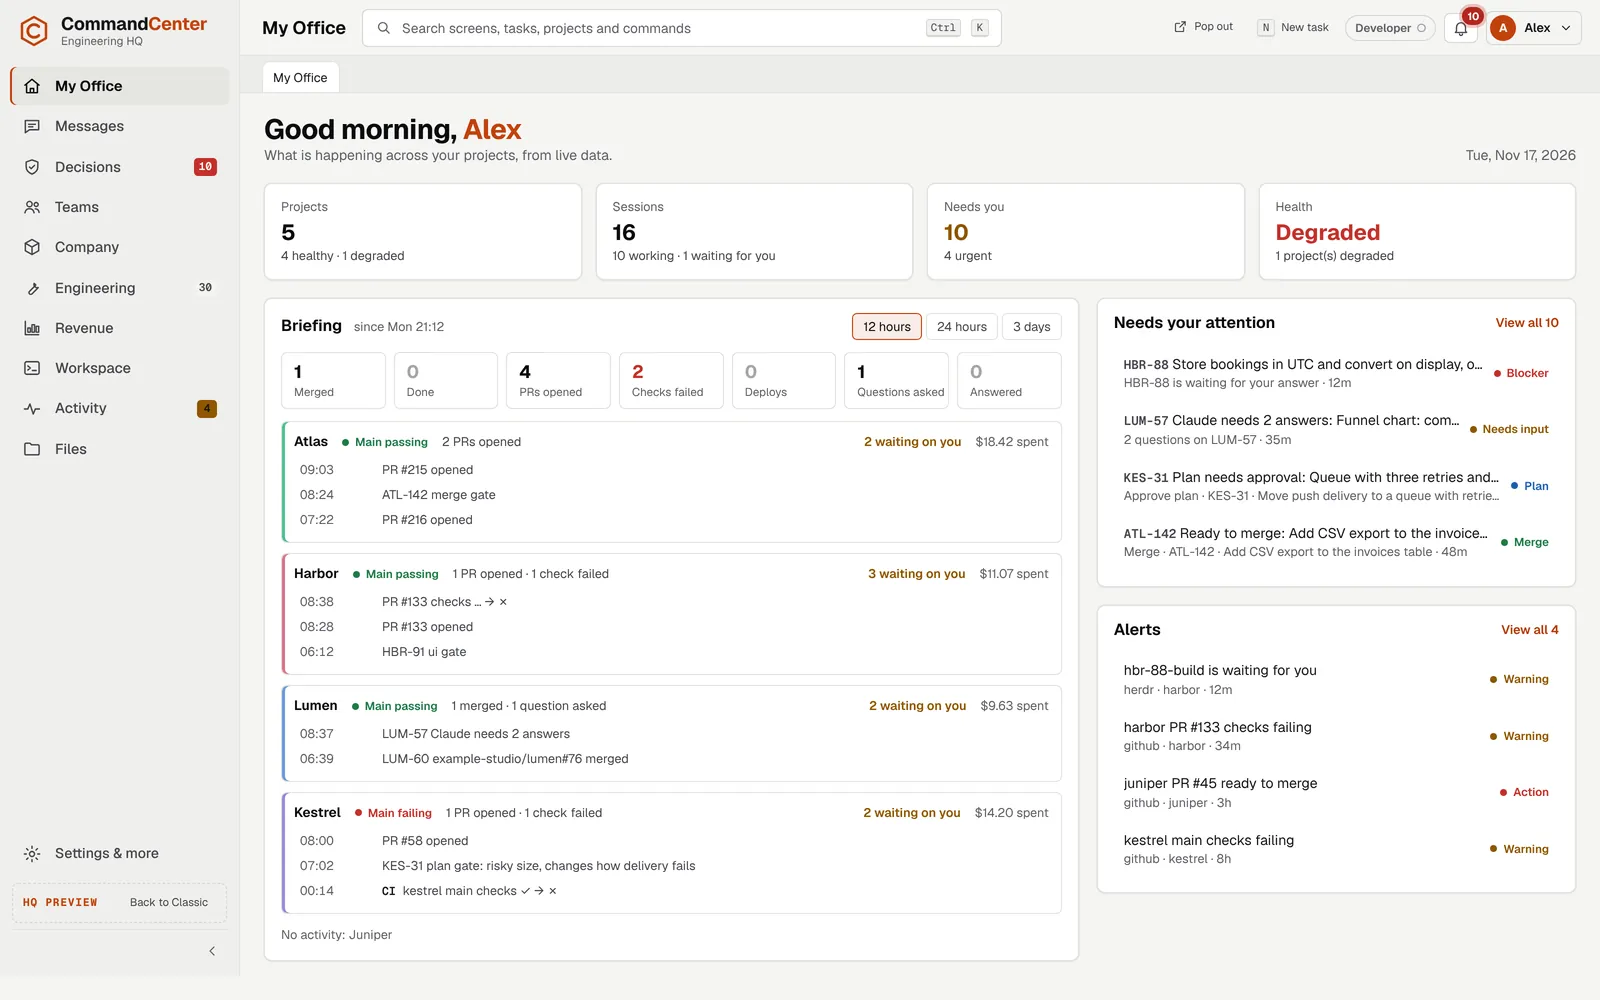 CommandCenter
Engineering HQ
My Office
Messages
Decisions 10
Teams
Company
Engineering 30
Revenue
Workspace
Activity 4
Files
Settings & more
HQ PREVIEW Back to Classic
My Office
Search screens, tasks, projects and commands Ctrl K
Pop out
N New task
Developer
10
A Alex
My Office
Good morning, Alex
What is happening across your projects, from live data.
Tue, Nov 17, 2026
Projects
5
4 healthy · 1 degraded
Sessions
16
10 working · 1 waiting for you
Needs you
10
4 urgent
Health
Degraded
1 project(s) degraded
Briefing since Mon 21:12
12 hours 24 hours 3 days
1
Merged
0
Done
4
PRs opened
2
Checks failed
0
Deploys
1
Questions asked
0
Answered
Atlas Main passing 2 PRs opened 2 waiting on you $18.42 spent
09:03 PR #215 opened
08:24 ATL-142 merge gate
07:22 PR #216 opened
Harbor Main passing 1 PR opened · 1 check failed 3 waiting on you $11.07 spent
08:38 PR #133 checks … → ×
08:28 PR #133 opened
06:12 HBR-91 ui gate
Lumen Main passing 1 merged · 1 question asked 2 waiting on you $9.63 spent
08:37 LUM-57 Claude needs 2 answers
06:39 LUM-60 example-studio/lumen#76 merged
Kestrel Main failing 1 PR opened · 1 check failed 2 waiting on you $14.20 spent
08:00 PR #58 opened
07:02 KES-31 plan gate: risky size, changes how delivery fails
00:14 CI kestrel main checks ✓ → ×
No activity: Juniper
Needs your attention View all 10
HBR-88 Store bookings in UTC and convert on display, o…
HBR-88 is waiting for your answer · 12m
Blocker
LUM-57 Claude needs 2 answers: Funnel chart: com…
2 questions on LUM-57 · 35m
Needs input
KES-31 Plan needs approval: Queue with three retries and…
Approve plan · KES-31 · Move push delivery to a queue with retrie…
Plan
ATL-142 Ready to merge: Add CSV export to the invoice…
Merge · ATL-142 · Add CSV export to the invoices table · 48m
Merge
Alerts View all 4
hbr-88-build is waiting for you
herdr · harbor · 12m
Warning
harbor PR #133 checks failing
github · harbor · 34m
Warning
juniper PR #45 ready to merge
github · juniper · 3h
Action
kestrel main checks failing
github · kestrel · 8h
Warning